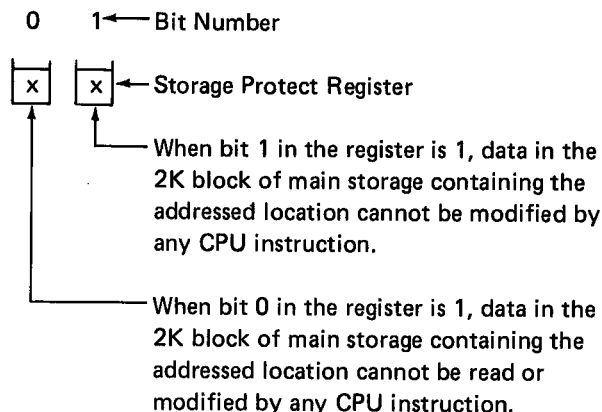 0 1 Bit Number
x x Storage Protect Register
When bit 1 in the register is 1, data in the
2K block of main storage containing the
addressed location cannot be modified by
any CPU instruction.
When bit 0 in the register is 1, data in the
2K block of main storage containing the
addressed location cannot be read or
modified by any CPU instruction.